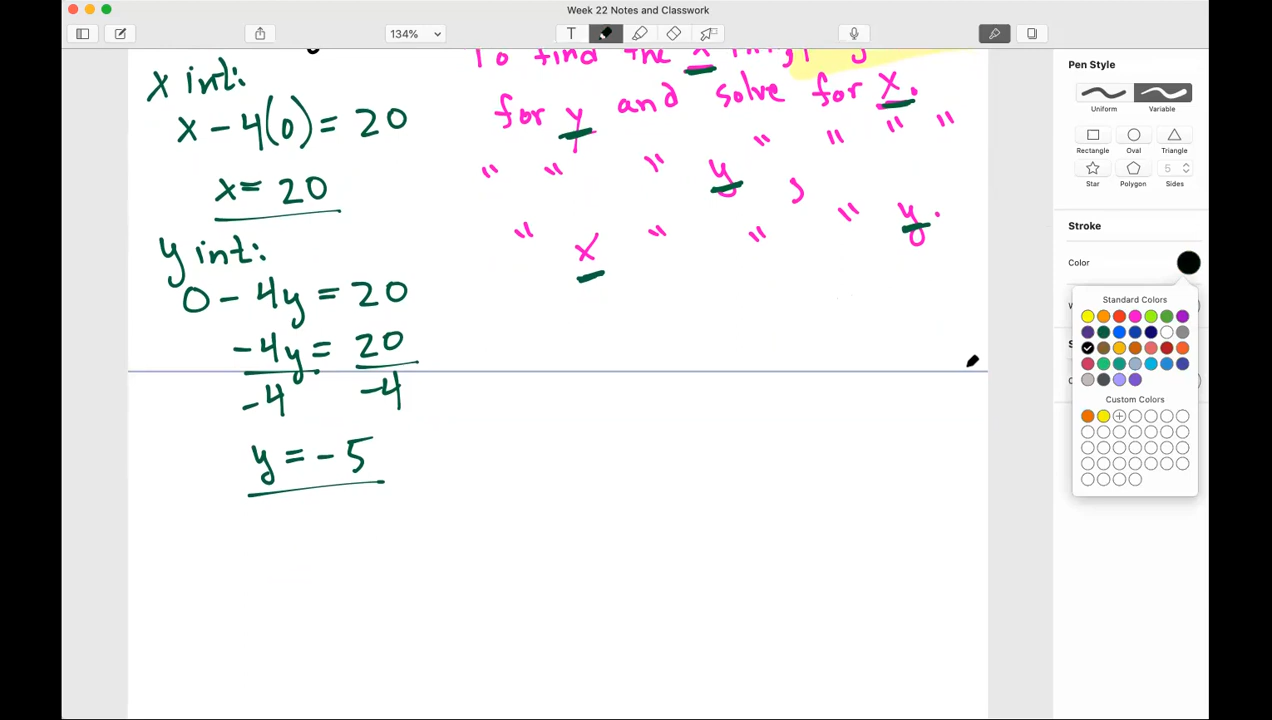 Week 22 Notes and Classwork
134%
T
x int:
x - 4(0) = 20
x = 20
y int:
0 - 4y = 20
-4y = 20
-4 -4
y = -5
To find the x
for y and solve for x.
" " " y , " " " "
" x " " " y.
Pen Style
Uniform Variable
Rectangle Oval Triangle
Star Polygon 5 Sides
Stroke
Color
Standard Colors
Custom Colors